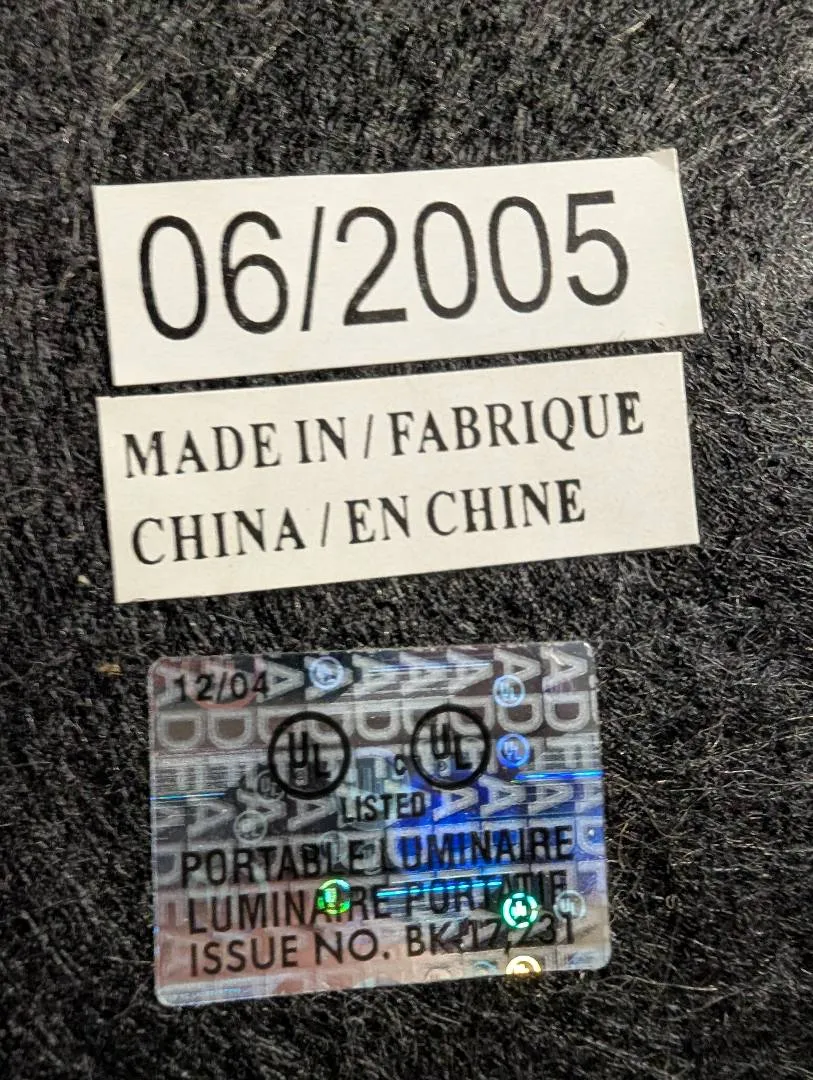 06/2005
MADE IN / FABRIQUE
CHINA / EN CHINE
12/04
UL C UL
LISTED
PORTABLE LUMINAIRE
LUMINAIRE PORTATIF
ISSUE NO. BK-17,231